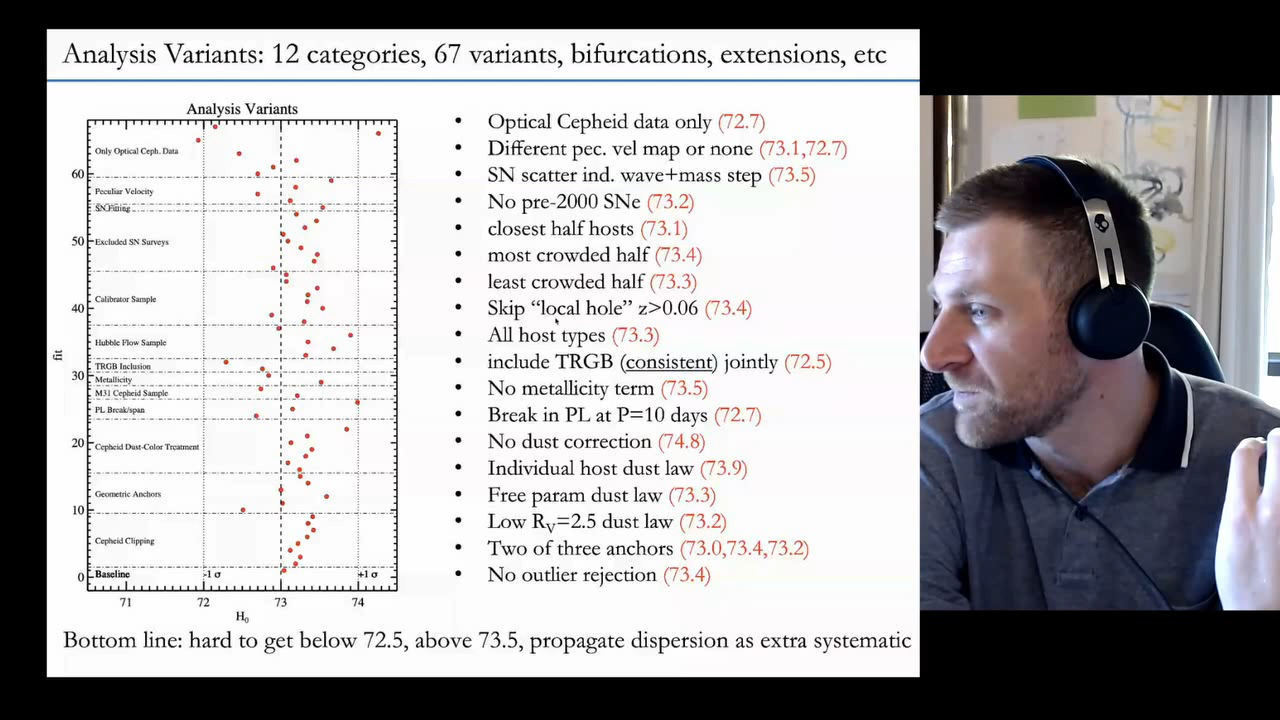 Analysis Variants: 12 categories, 67 variants, bifurcations, extensions, etc
Analysis Variants
Only Optical Ceph. Data
60
Peculiar Velocity
SN Fitting
50
Excluded SN Surveys
Calibrator Sample
40
Hubble Flow Sample
fit
TRGB Inclusion
30
Metallicity
M31 Cepheid Sample
PL Break/span
20
Cepheid Dust-Color Treatment
Geometric Anchors
10
Cepheid Clipping
0
Baseline
-1 σ
+1 σ
71 72 73 74
H₀
• Optical Cepheid data only (72.7)
• Different pec. vel map or none (73.1,72.7)
• SN scatter ind. wave+mass step (73.5)
• No pre-2000 SNe (73.2)
• closest half hosts (73.1)
• most crowded half (73.4)
• least crowded half (73.3)
• Skip “local hole” z>0.06 (73.4)
• All host types (73.3)
• include TRGB (consistent) jointly (72.5)
• No metallicity term (73.5)
• Break in PL at P=10 days (72.7)
• No dust correction (74.8)
• Individual host dust law (73.9)
• Free param dust law (73.3)
• Low Rᵥ=2.5 dust law (73.2)
• Two of three anchors (73.0,73.4,73.2)
• No outlier rejection (73.4)
Bottom line: hard to get below 72.5, above 73.5, propagate dispersion as extra systematic